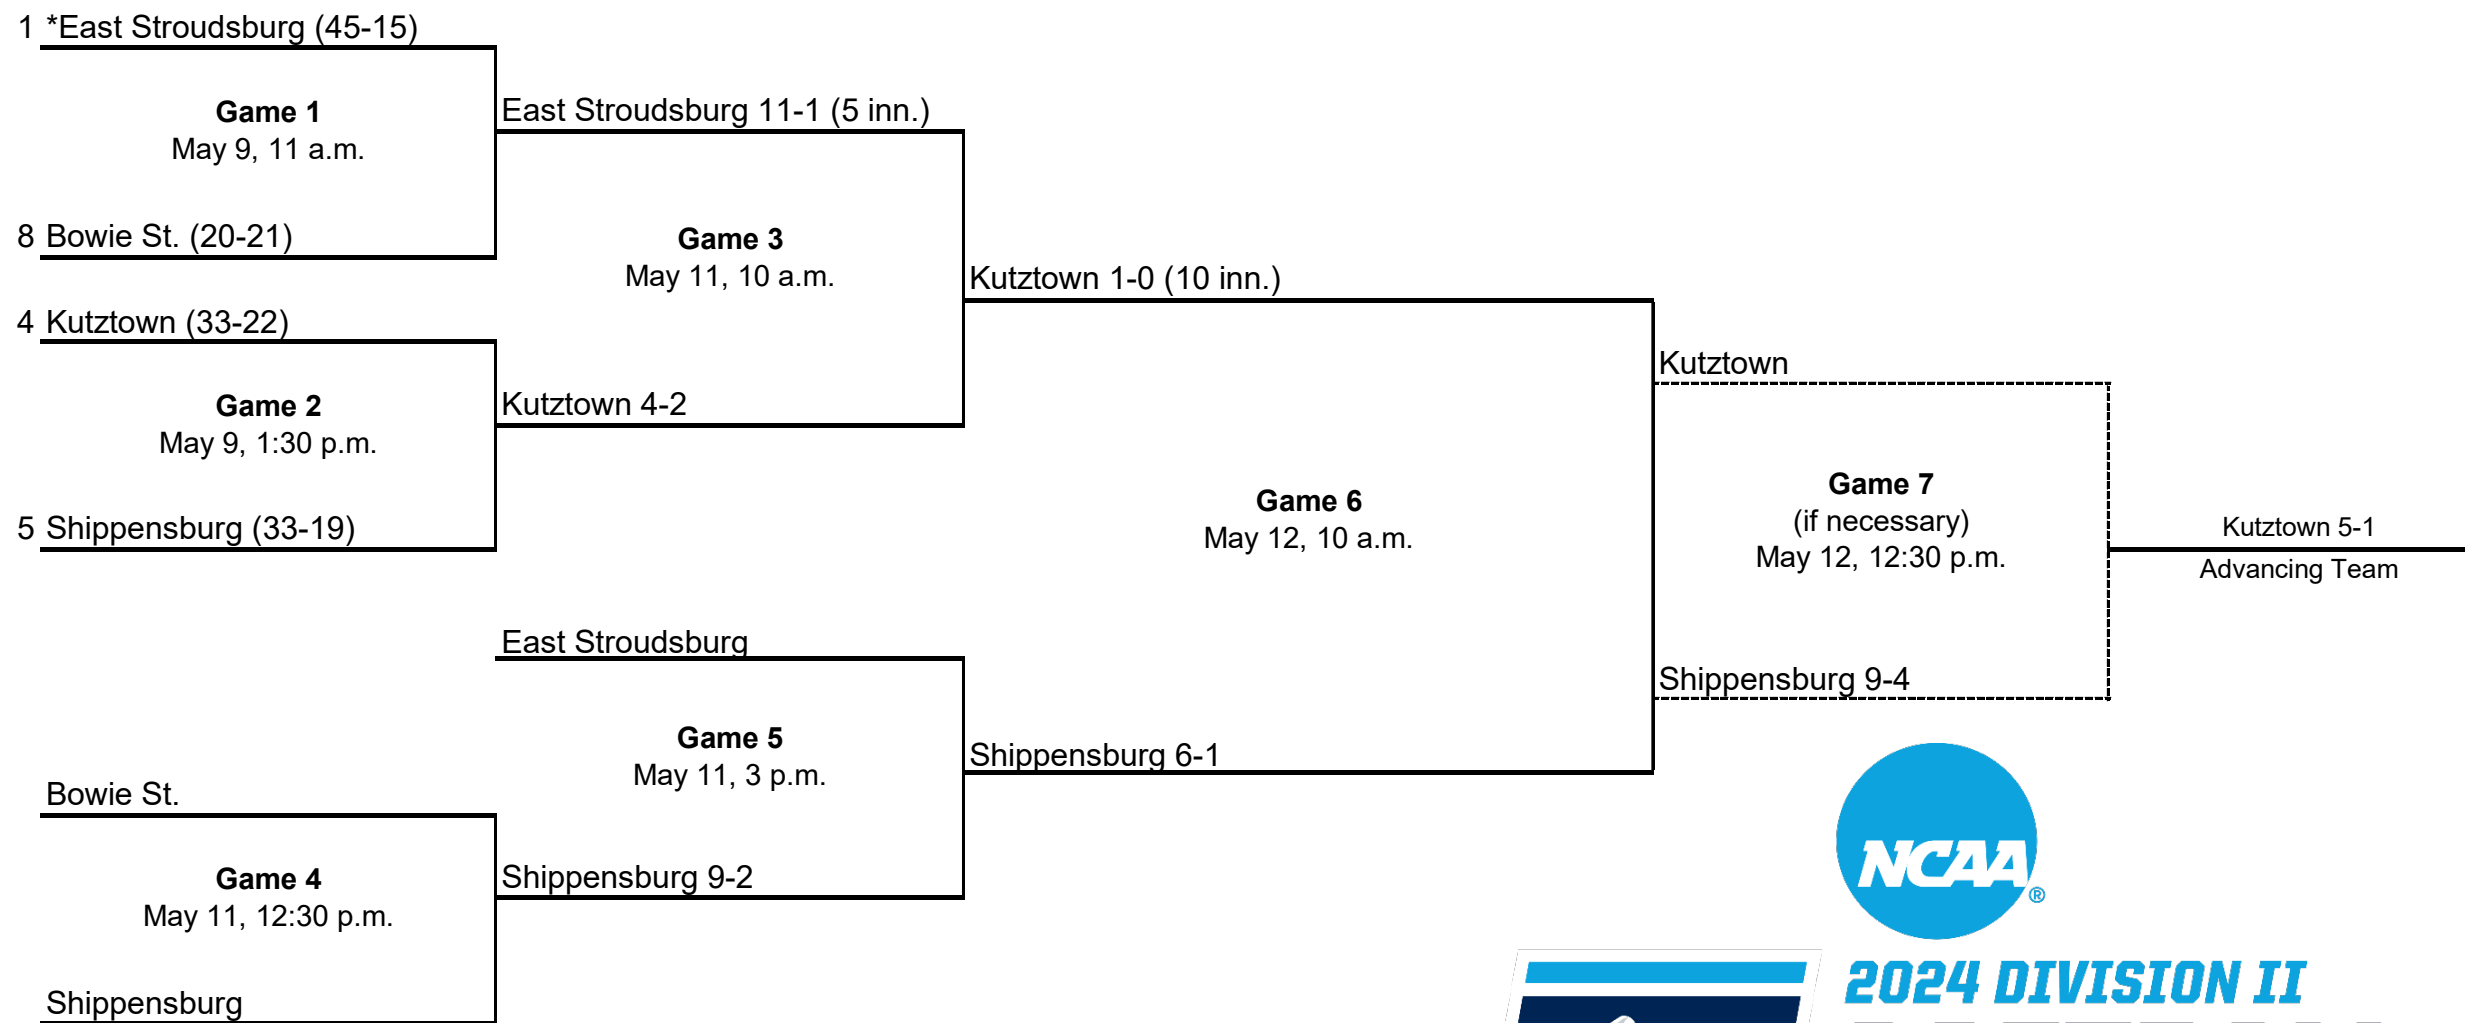 1 *East Stroudsburg (45-15)
Game 1
May 9, 11 a.m.
8 Bowie St. (20-21)
East Stroudsburg 11-1 (5 inn.)
4 Kutztown (33-22)
Game 2
May 9, 1:30 p.m.
5 Shippensburg (33-19)
Kutztown 4-2
Game 3
May 11, 10 a.m.
Kutztown 1-0 (10 inn.)
East Stroudsburg
Game 5
May 11, 3 p.m.
Bowie St.
Game 4
May 11, 12:30 p.m.
Shippensburg
Shippensburg 9-2
Shippensburg 6-1
Game 6
May 12, 10 a.m.
Kutztown
Game 7
(if necessary)
May 12, 12:30 p.m.
Shippensburg 9-4
Kutztown 5-1
Advancing Team
NCAA®
2024 DIVISION II